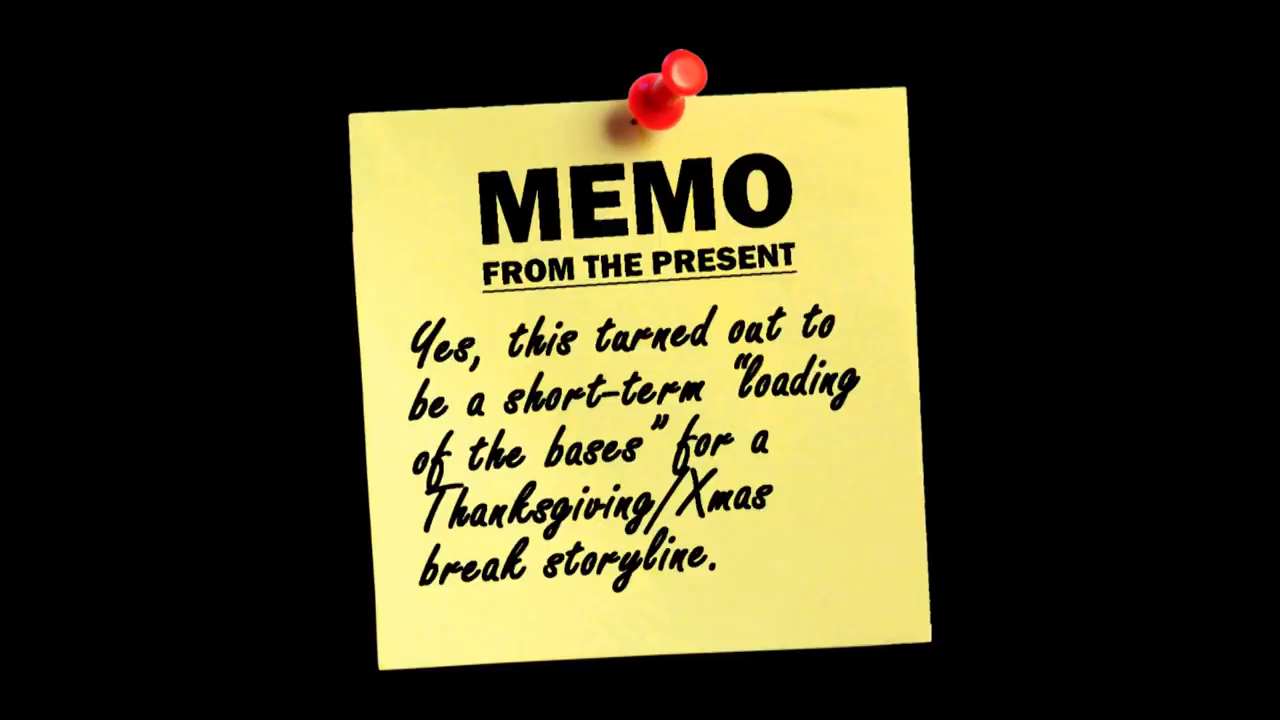 MEMO
FROM THE PRESENT
Yes, this turned out to
be a short-term "loading
of the bases" for a
Thanksgiving/Xmas
break storyline.